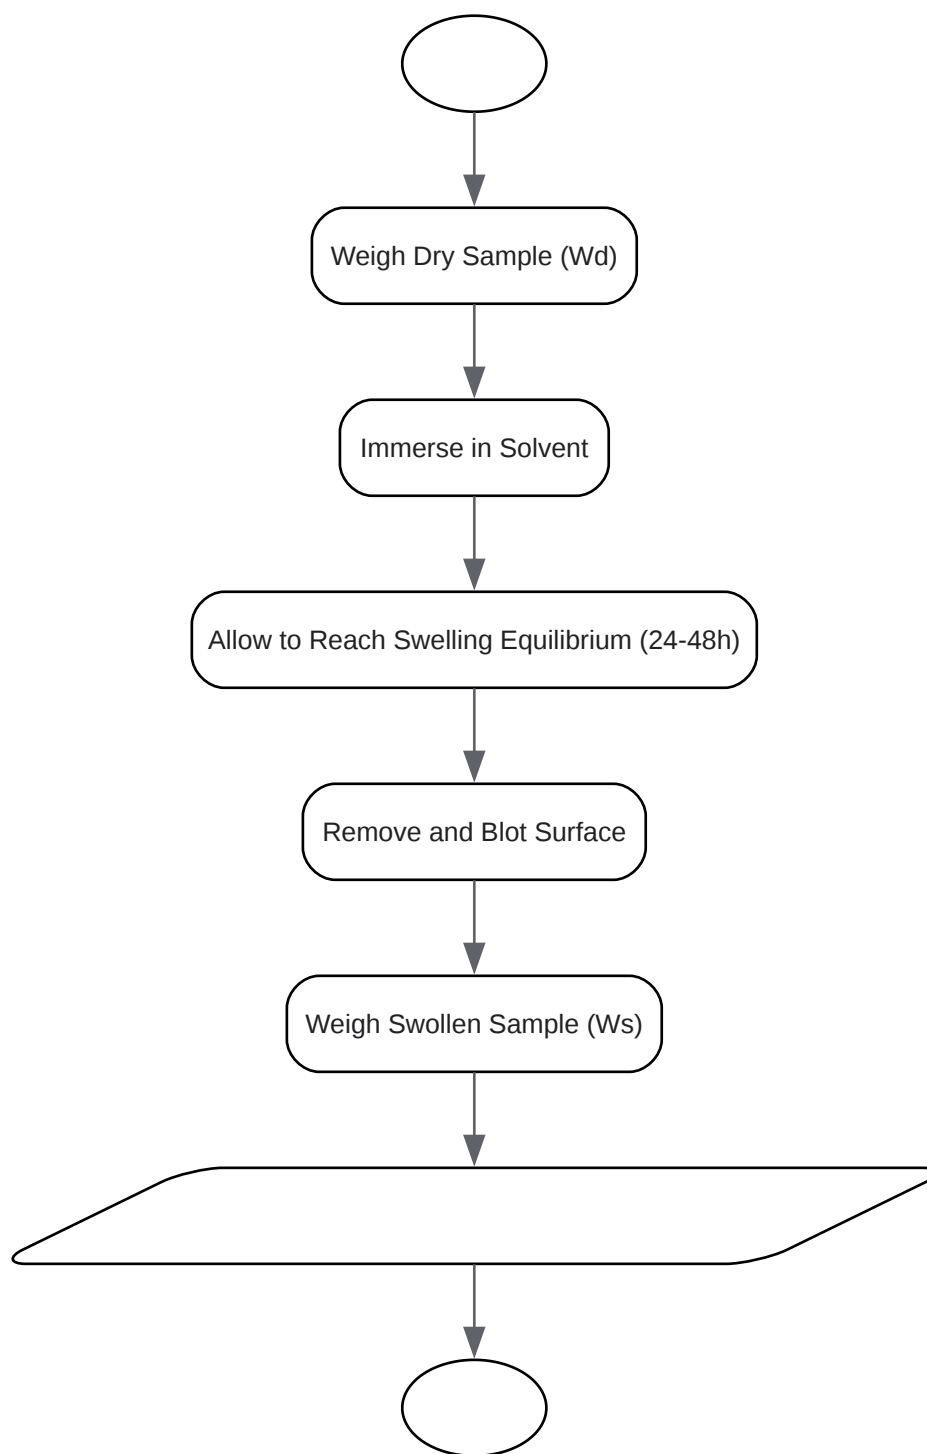 Weigh Dry Sample (Wd)
Immerse in Solvent
Allow to Reach Swelling Equilibrium (24-48h)
Remove and Blot Surface
Weigh Swollen Sample (Ws)